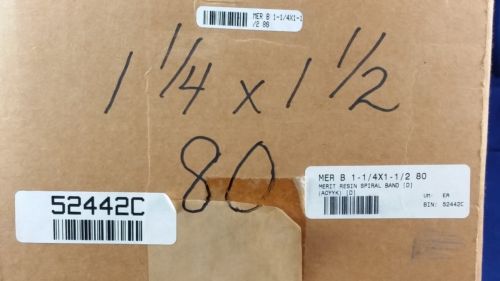 MER B 1-1/4X1-1
/2 80
1 1/4 x 1 1/2
80
MER B 1-1/4X1-1/2 80
MERIT RESIN SPIRAL BAND (D)
(AOYYK) (D)
UM: EA
BIN: 52442C
52442C